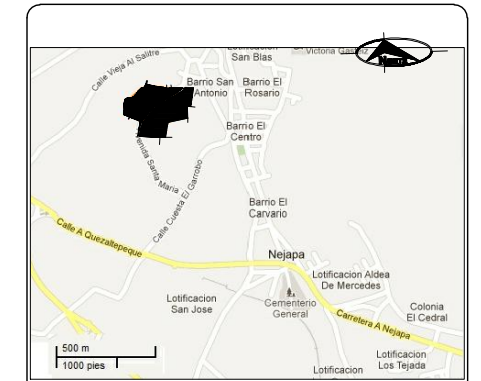 Lotificacion
San Blas
Victoria Gasteiz
Calle Vieja Al Salitre
Barrio San
Antonio
Barrio El
Rosario
Barrio El
Centro
Avenida Santa Maria
Calle Cuesta El Garrobo
Barrio El
Carvario
Calle A Quezaltepeque
Nejapa
Lotificacion Aldea
De Mercedes
Lotificacion
San Jose
Cementerio
General
Colonia
El Cedral
Carretera A Nejapa
500 m
1000 pies
Lotificacion
Los Tejada
Lotificacion